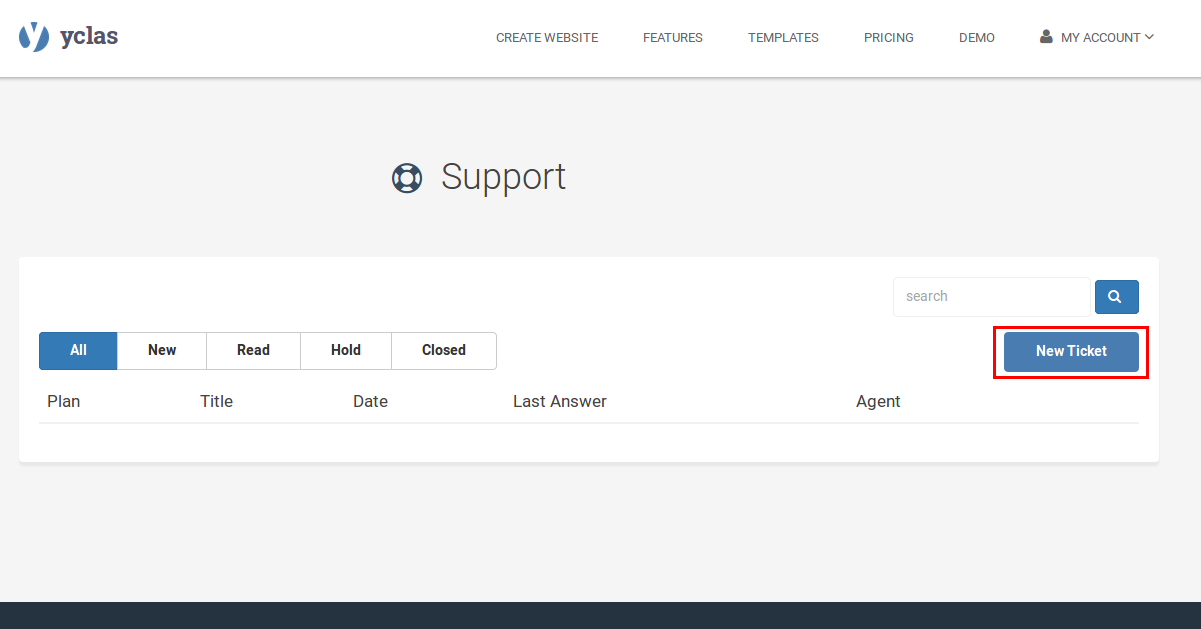 yclas
CREATE WEBSITE FEATURES TEMPLATES PRICING DEMO MY ACCOUNT
Support
search
All New Read Hold Closed
New Ticket
Plan Title Date Last Answer Agent